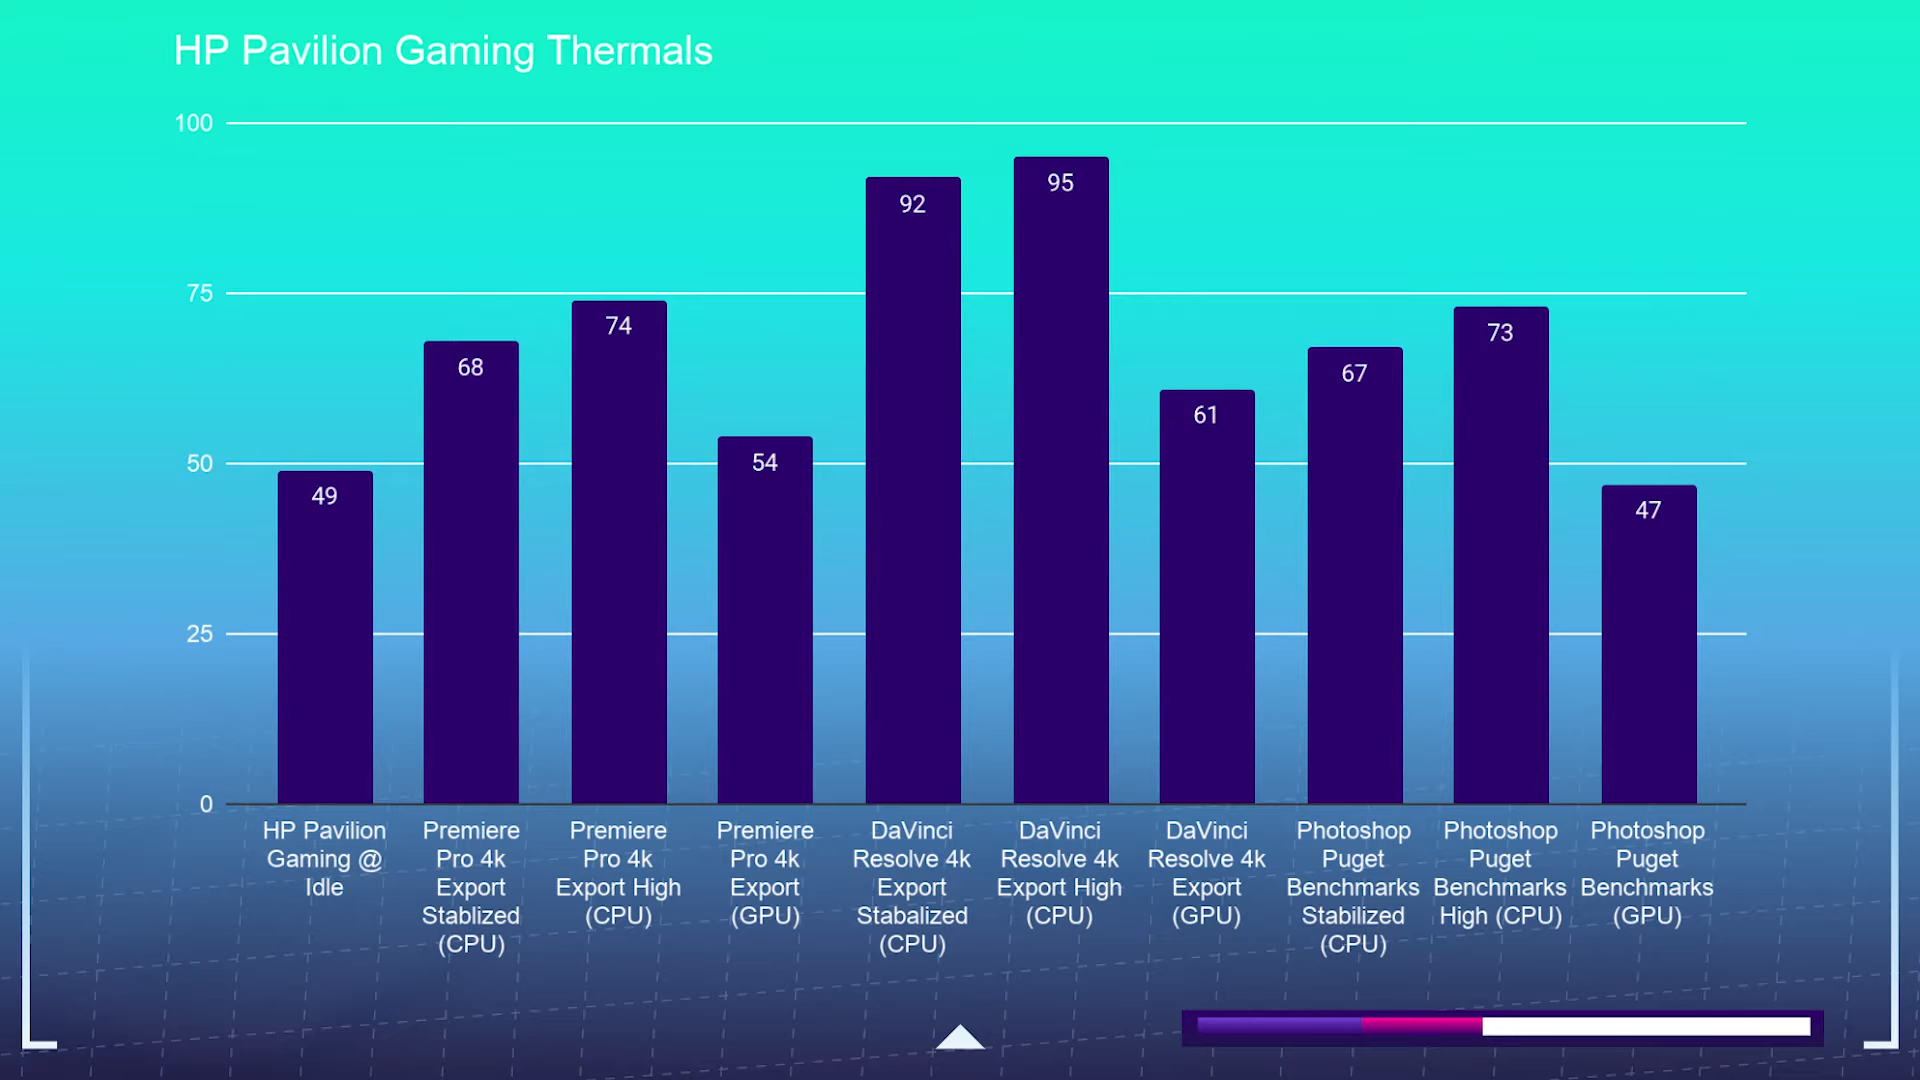 HP Pavilion Gaming Thermals
100
75
50
25
0
49
68
74
54
92
95
61
67
73
47
HP Pavilion
Gaming @
Idle
Premiere
Pro 4k
Export
Stablized
(CPU)
Premiere
Pro 4k
Export High
(CPU)
Premiere
Pro 4k
Export
(GPU)
DaVinci
Resolve 4k
Export
Stabalized
(CPU)
DaVinci
Resolve 4k
Export High
(CPU)
DaVinci
Resolve 4k
Export
(GPU)
Photoshop
Puget
Benchmarks
Stabilized
(CPU)
Photoshop
Puget
Benchmarks
High (CPU)
Photoshop
Puget
Benchmarks
(GPU)